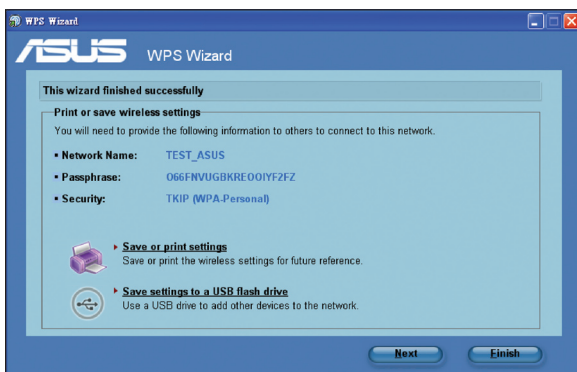 WPS Wizard
ASUS WPS Wizard
This wizard finished successfully
Print or save wireless settings
You will need to provide the following information to others to connect to this network.
Network Name: TEST_ASUS
Passphrase: O66FNVUGBKREOOIYF2FZ
Security: TKIP (WPA-Personal)
Save or print settings
Save or print the wireless settings for future reference.
Save settings to a USB flash drive
Use a USB drive to add other devices to the network.
Next Finish